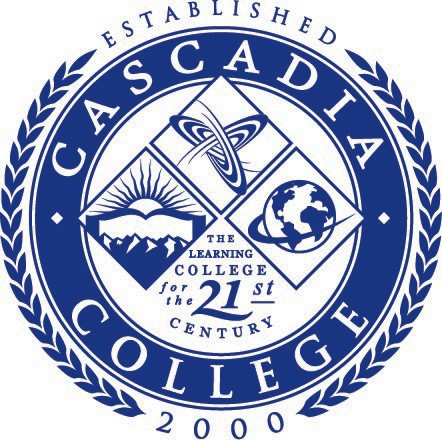 ESTABLISHED
CASCADIA
THE
LEARNING
COLLEGE
for
the 21st
CENTURY
COLLEGE
2000